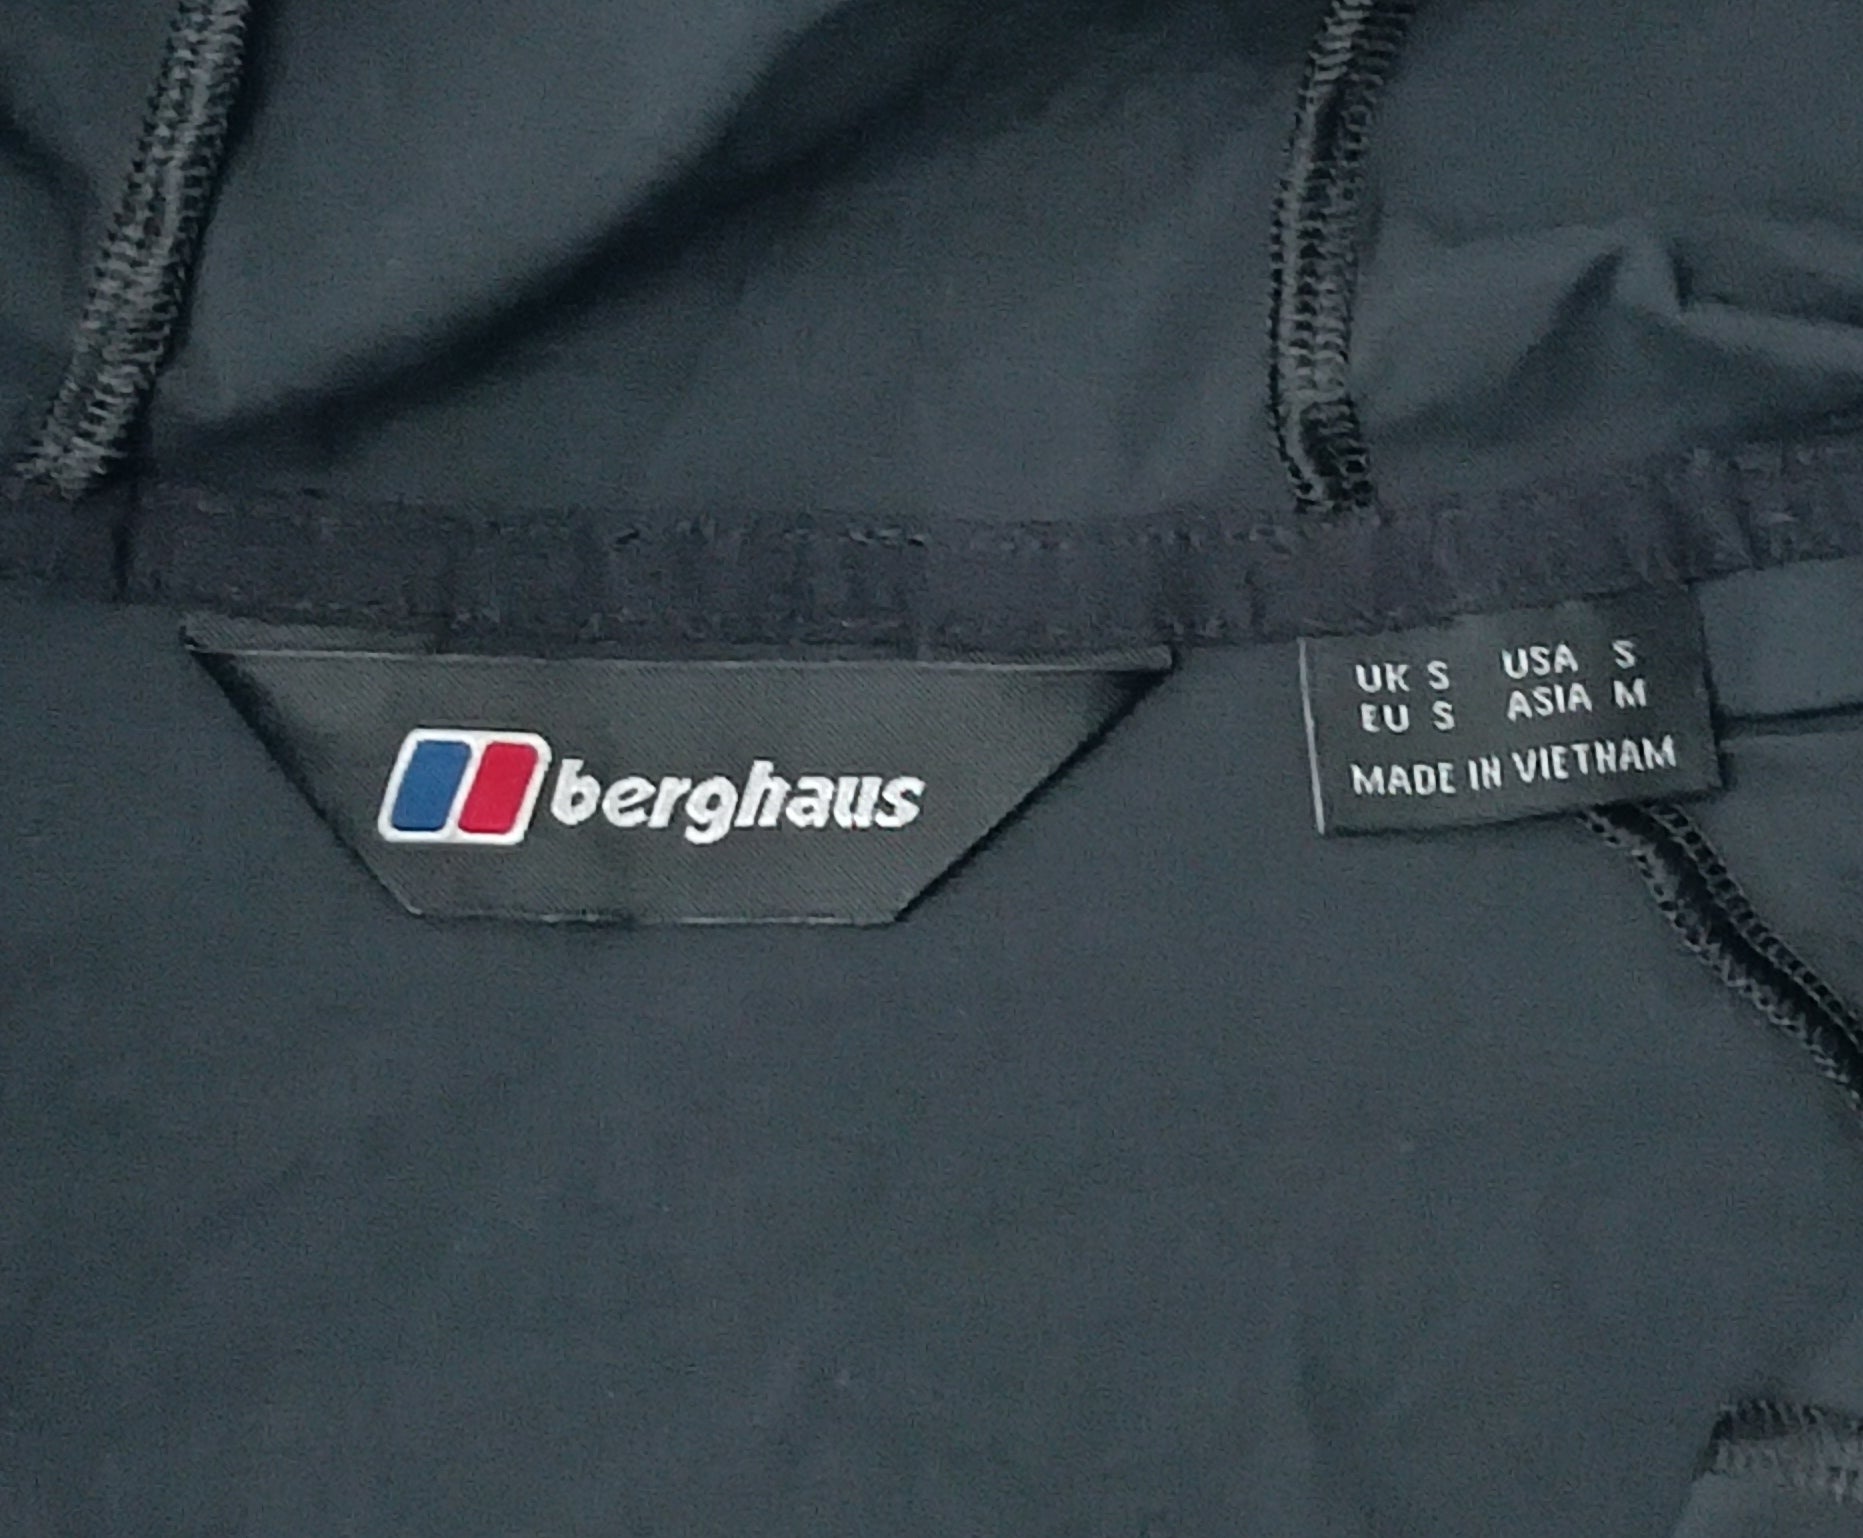 berghaus
UK S USA S
EU S ASIA M
MADE IN VIETNAM